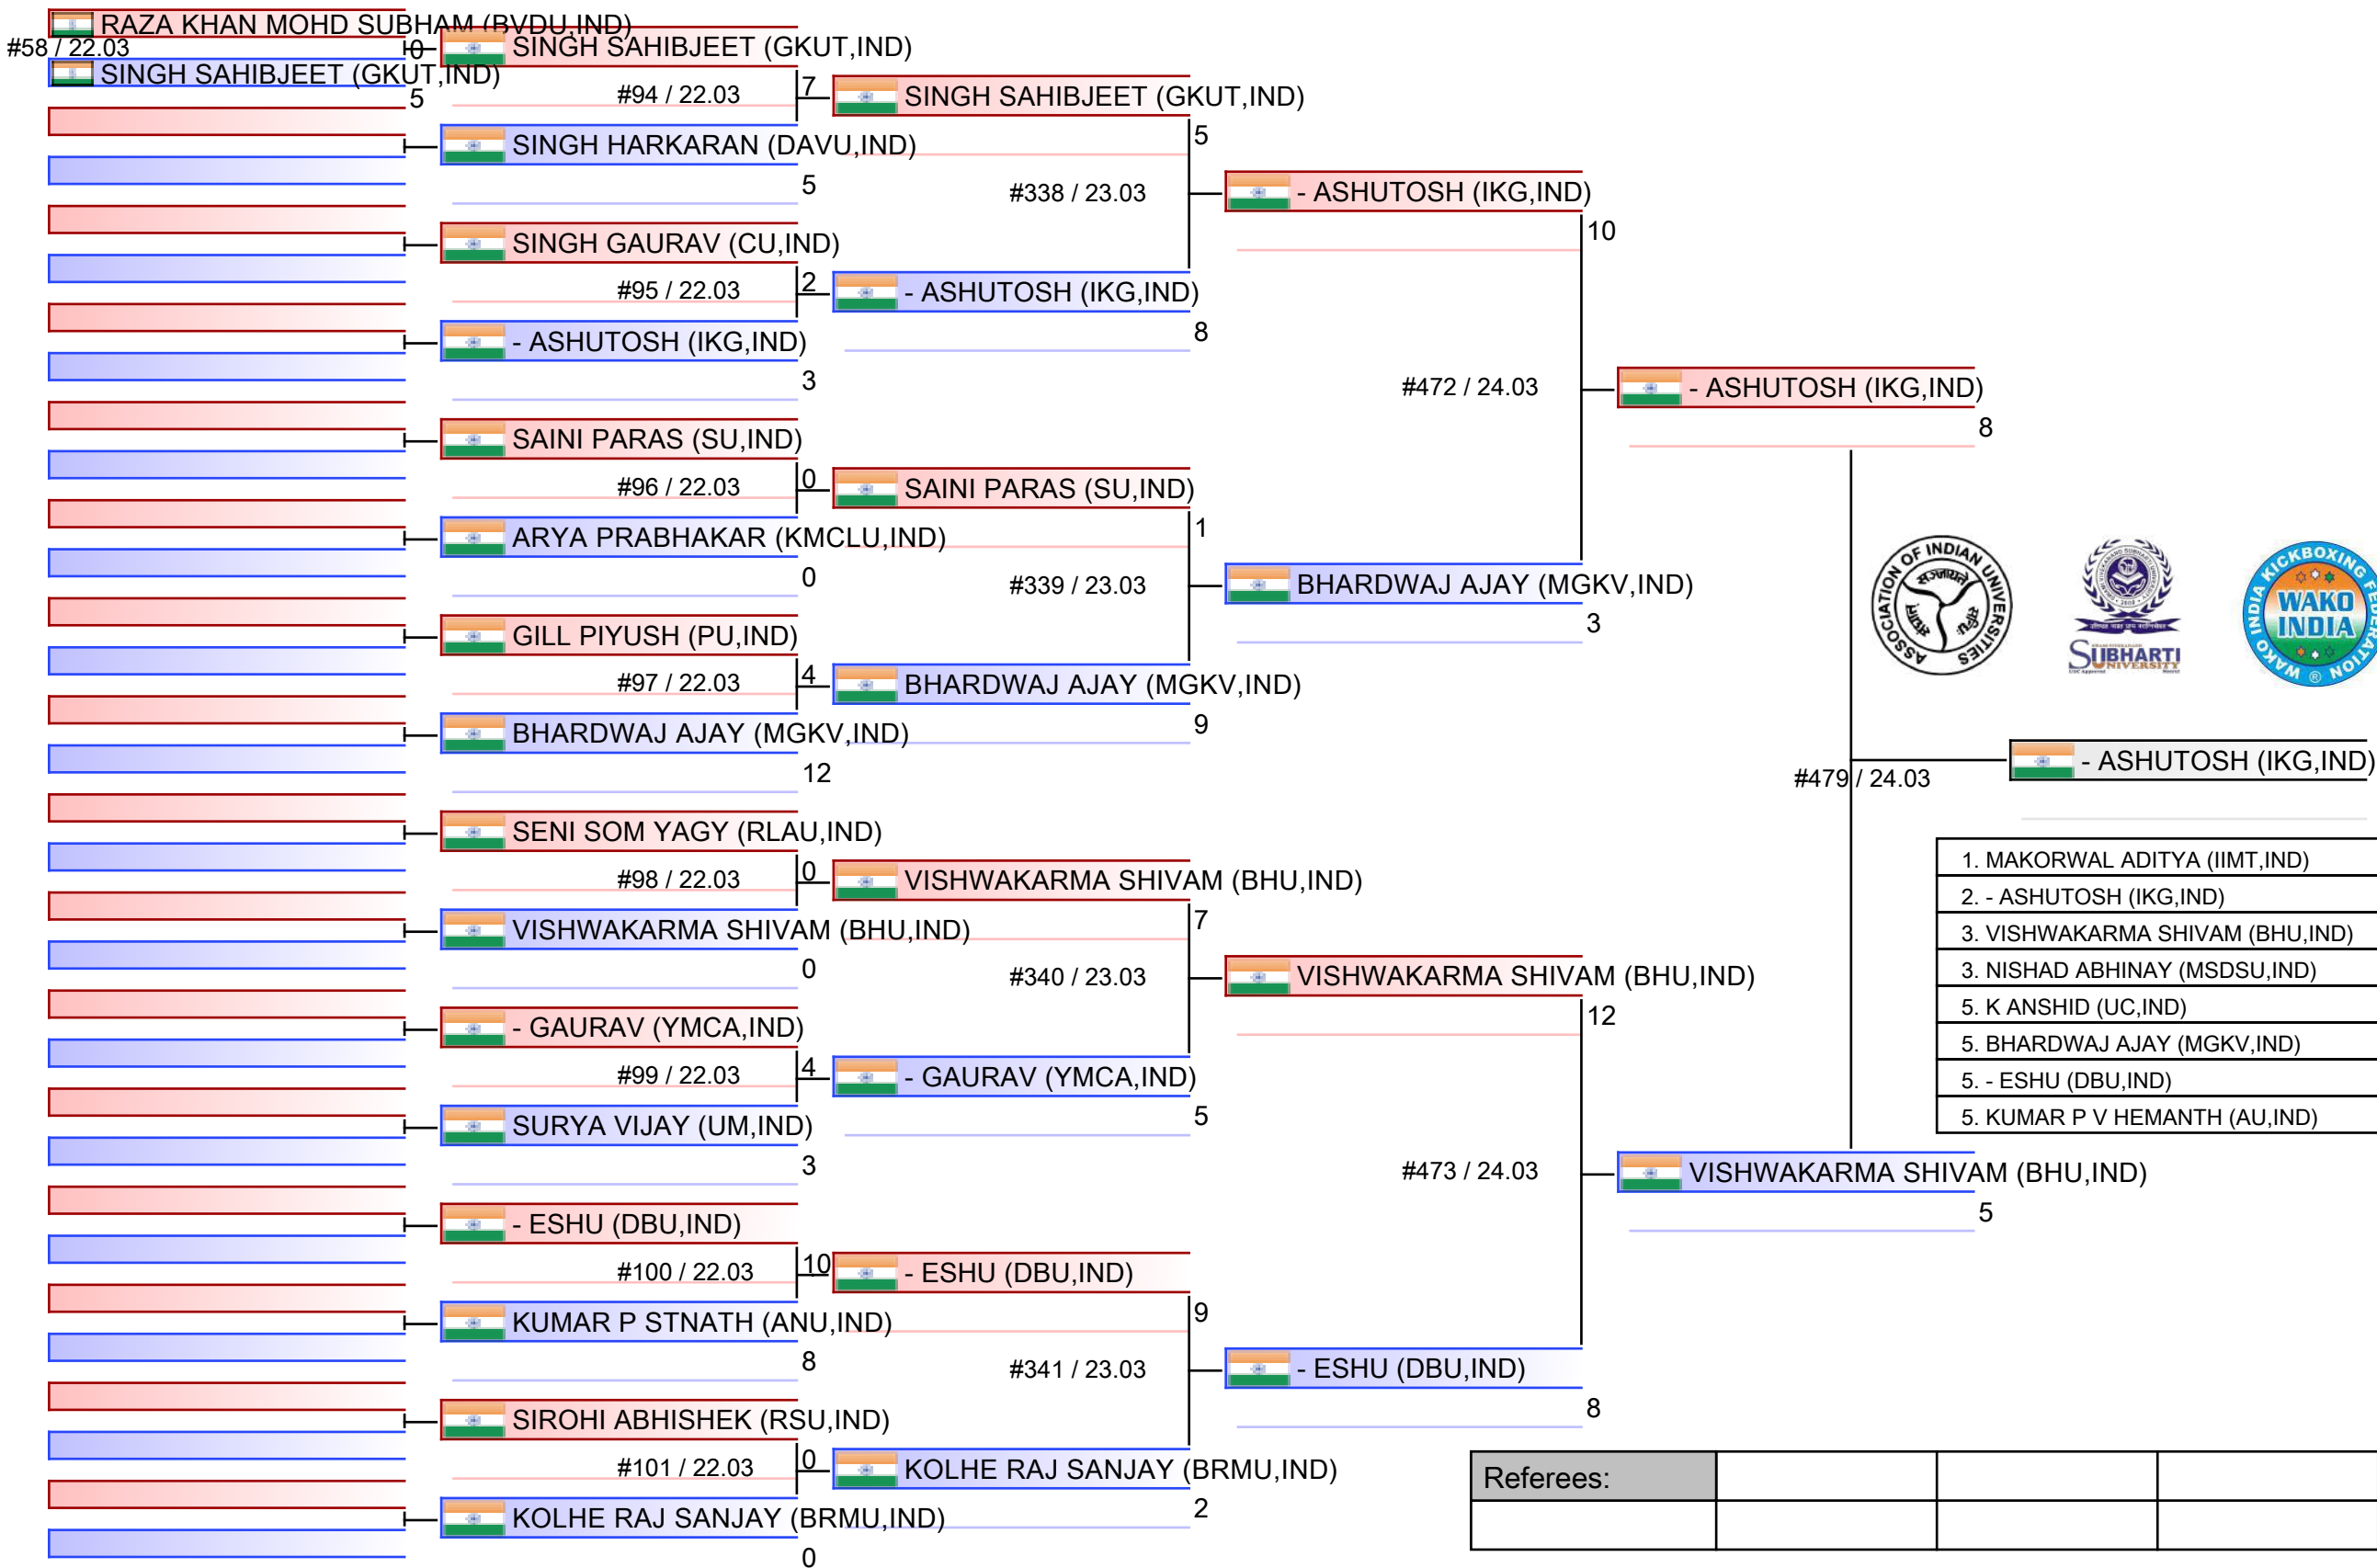 RAZA KHAN MOHD SUBHAM (BVDU,IND)
#58 / 22.03
0
SINGH SAHIBJEET (GKUT,IND)
5
SINGH SAHIBJEET (GKUT,IND)
#94 / 22.03
7
SINGH HARKARAN (DAVU,IND)
5
SINGH GAURAV (CU,IND)
#95 / 22.03
2
- ASHUTOSH (IKG,IND)
3
SAINI PARAS (SU,IND)
#96 / 22.03
0
ARYA PRABHAKAR (KMCLU,IND)
0
GILL PIYUSH (PU,IND)
#97 / 22.03
4
BHARDWAJ AJAY (MGKV,IND)
12
SENI SOM YAGY (RLAU,IND)
#98 / 22.03
0
VISHWAKARMA SHIVAM (BHU,IND)
0
- GAURAV (YMCA,IND)
#99 / 22.03
4
SURYA VIJAY (UM,IND)
3
- ESHU (DBU,IND)
#100 / 22.03
10
KUMAR P STNATH (ANU,IND)
8
SIROHI ABHISHEK (RSU,IND)
#101 / 22.03
0
KOLHE RAJ SANJAY (BRMU,IND)
0
SINGH SAHIBJEET (GKUT,IND)
5
#338 / 23.03
- ASHUTOSH (IKG,IND)
8
SAINI PARAS (SU,IND)
1
#339 / 23.03
BHARDWAJ AJAY (MGKV,IND)
9
VISHWAKARMA SHIVAM (BHU,IND)
7
#340 / 23.03
- GAURAV (YMCA,IND)
5
- ESHU (DBU,IND)
9
#341 / 23.03
KOLHE RAJ SANJAY (BRMU,IND)
2
- ASHUTOSH (IKG,IND)
10
#472 / 24.03
BHARDWAJ AJAY (MGKV,IND)
3
VISHWAKARMA SHIVAM (BHU,IND)
12
#473 / 24.03
- ESHU (DBU,IND)
8
- ASHUTOSH (IKG,IND)
8
#479 / 24.03
VISHWAKARMA SHIVAM (BHU,IND)
5
ASSOCIATION OF INDIAN UNIVERSITIES
SUBHARTI
UNIVERSITY
WAKO INDIA KICKBOXING FEDERATION
WAKO
INDIA
®
- ASHUTOSH (IKG,IND)
1. MAKORWAL ADITYA (IIMT,IND)
2. - ASHUTOSH (IKG,IND)
3. VISHWAKARMA SHIVAM (BHU,IND)
3. NISHAD ABHINAY (MSDSU,IND)
5. K ANSHID (UC,IND)
5. BHARDWAJ AJAY (MGKV,IND)
5. - ESHU (DBU,IND)
5. KUMAR P V HEMANTH (AU,IND)
Referees: